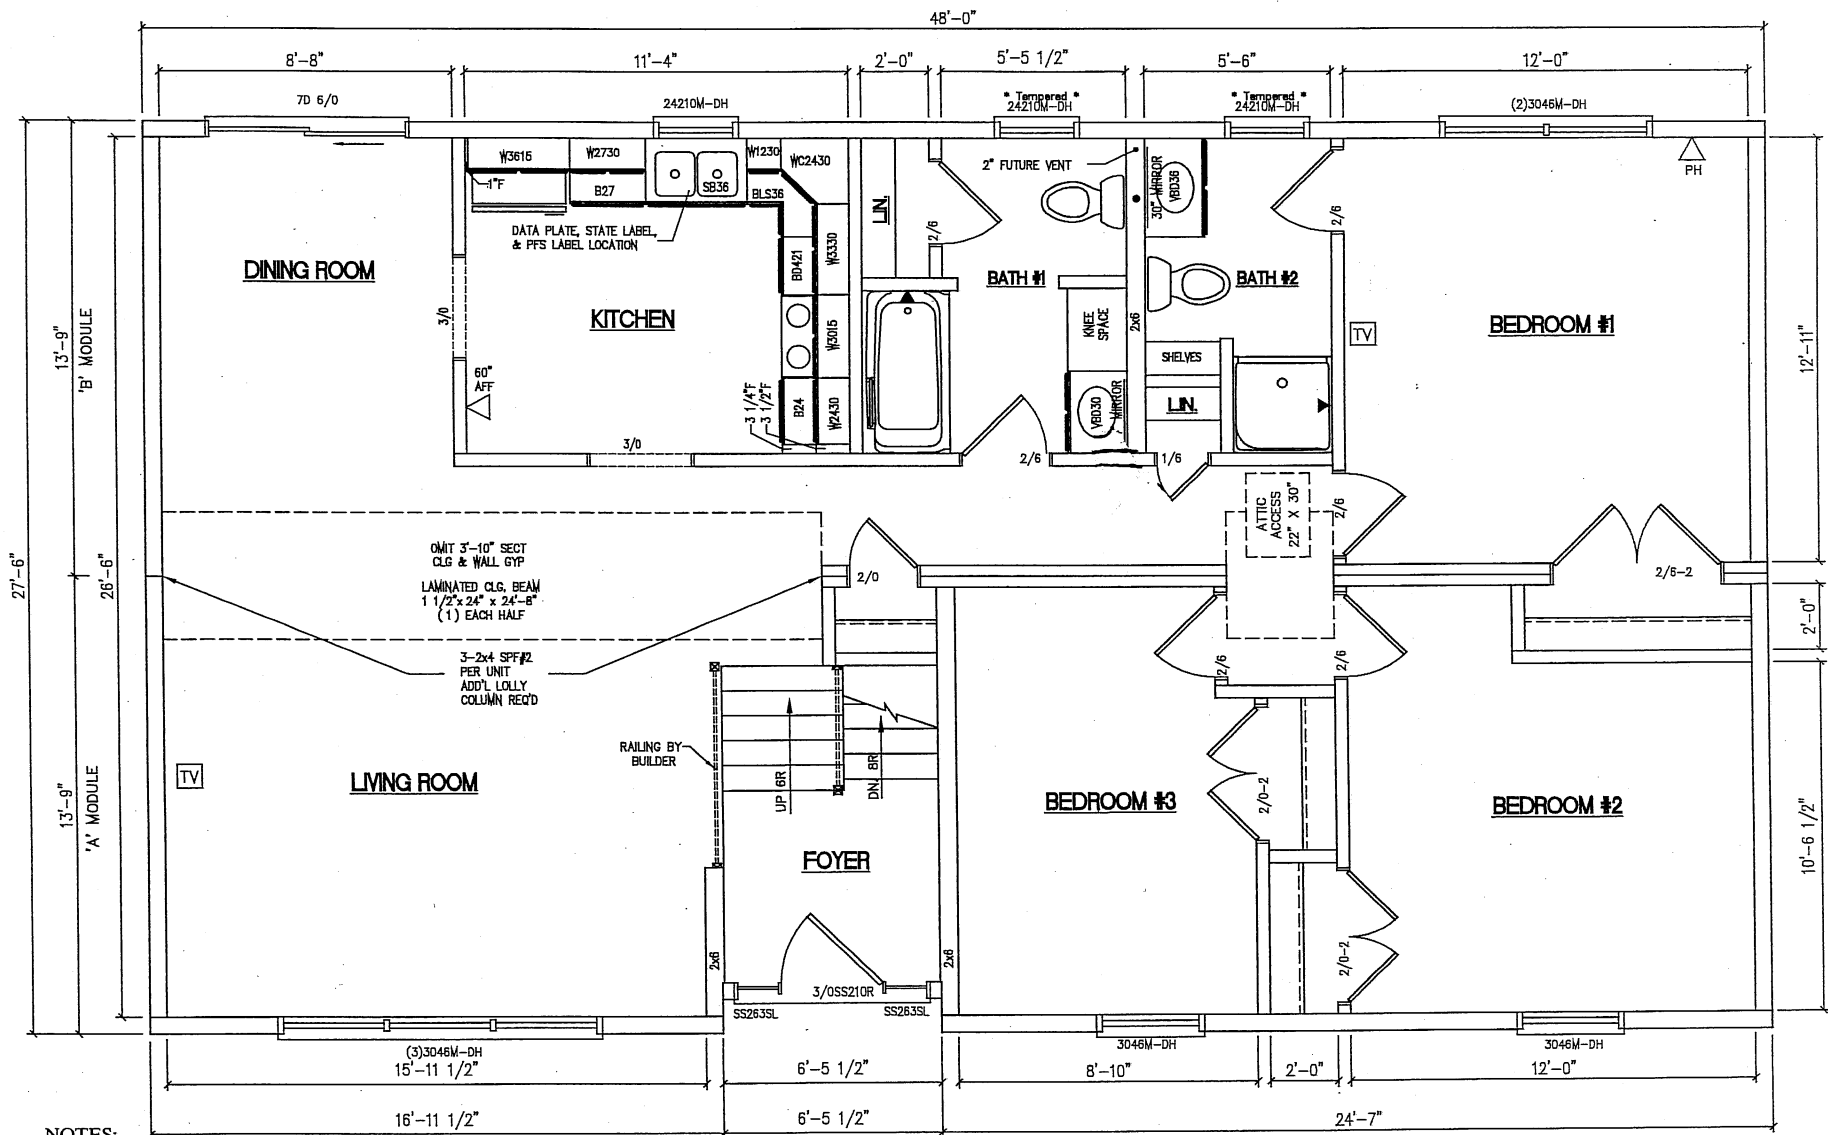 48'-0"
8'-8"
11'-4"
2'-0"
5'-5 1/2"
5'-6"
12'-0"
7D 6/0
24210M-DH
* Tempered *
24210M-DH
* Tempered *
24210M-DH
(2)3046M-DH
W3615
W2730
W1230
WC2430
1"F
B27
SB36
BLS36
DATA PLATE, STATE LABEL,
& PFS LABEL LOCATION
LIN.
2/6
2" FUTURE VENT
30" MIRROR
VBD36
2/6
PH
DINING ROOM
KITCHEN
BD421
W3330
W3015
B24
W2430
3 1/4"F
3 1/2"F
3/0
60"
AFF
3/0
BATH #1
KNEE
SPACE
2x6
VBD30
MIRROR
BATH #2
SHELVES
LIN.
TV
BEDROOM #1
12'-11"
27'-6"
13'-9"
'B' MODULE
26'-6"
2/6
1/6
ATTIC
ACCESS
22" X 30"
2/6
OMIT 3'-10" SECT
CLG & WALL GYP
LAMINATED CLG, BEAM
1 1/2"x 24" x 24'-8"
(1) EACH HALF
2/0
2/6-2
2'-0"
3-2x4 SPF#2
PER UNIT
ADD'L LOLLY
COLUMN REQ'D
2/6
2/6
13'-9"
'A' MODULE
TV
LIVING ROOM
RAILING BY
BUILDER
UP 6R
DN. 8R
FOYER
BEDROOM #3
2/0-2
BEDROOM #2
10'-6 1/2"
2x6
2x6
2/0-2
3/0SS210R
SS263SL
SS263SL
(3)3046M-DH
3046M-DH
3046M-DH
15'-11 1/2"
6'-5 1/2"
8'-10"
2'-0"
12'-0"
16'-11 1/2"
6'-5 1/2"
24'-7"
NOTES: